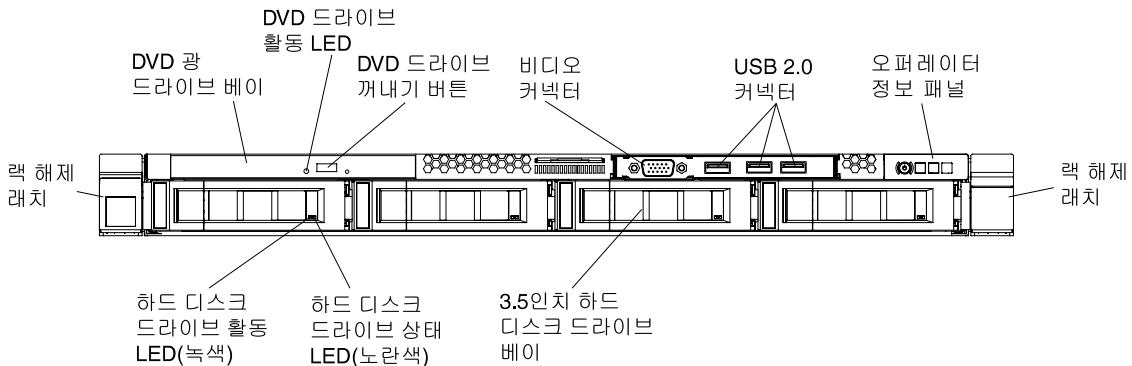 DVD 드라이브
활동 LED
DVD 광
드라이브 베이
DVD 드라이브
꺼내기 버튼
비디오
커넥터
USB 2.0
커넥터
오퍼레이터
정보 패널
랙 해제
래치
랙 해제
래치
하드 디스크
드라이브 활동
LED(녹색)
하드 디스크
드라이브 상태
LED(노란색)
3.5인치 하드
디스크 드라이브
베이